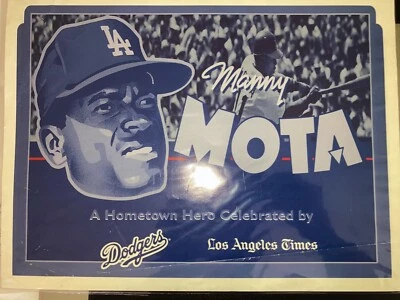 LA
Manny
MOTA
A Hometown Hero Celebrated by
Dodgers
Los Angeles Times